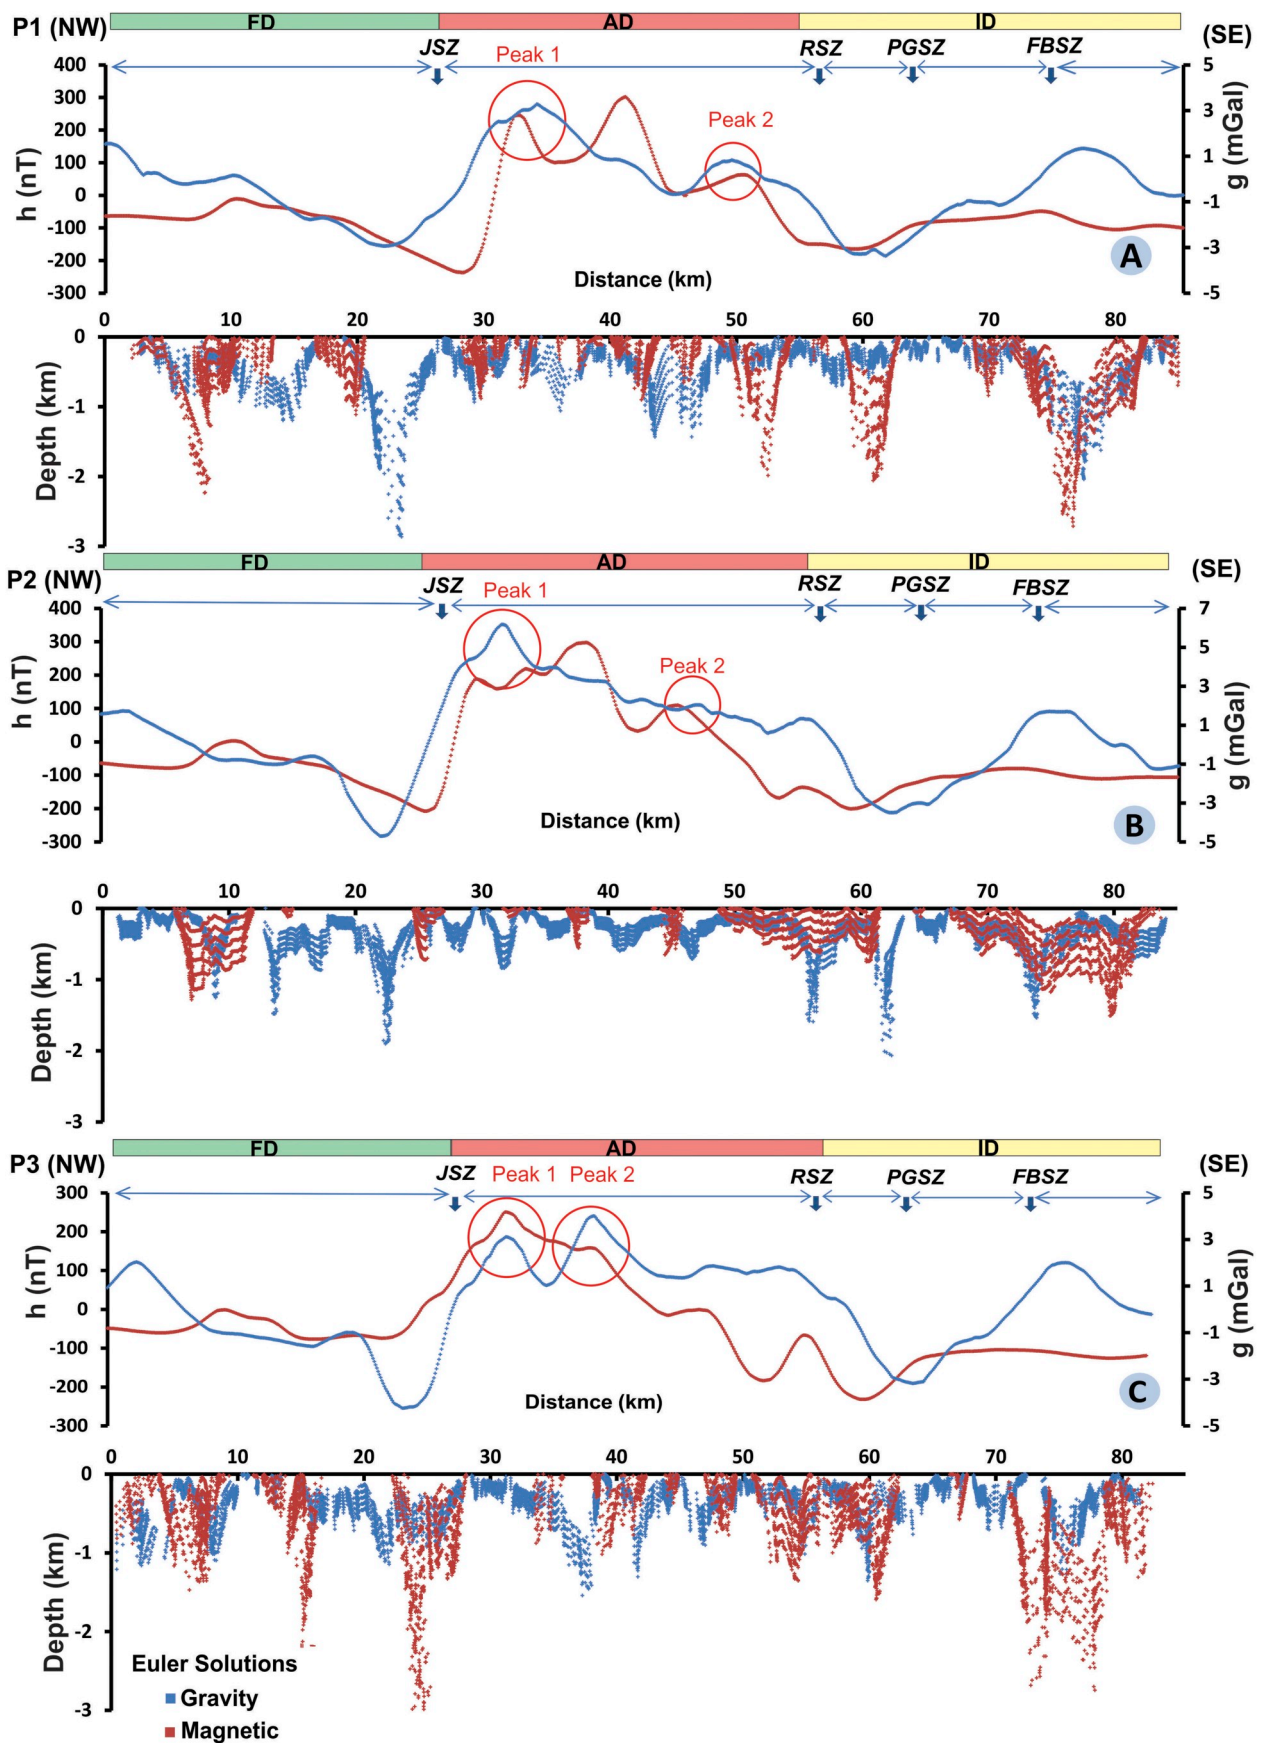 FD AD ID
P1 (NW) (SE)
JSZ RSZ PGSZ FBSZ
Peak 1
Peak 2
400
300
200
100
0
-100
-200
-300
h (nT)
5
3
1
-1
-3
-5
g (mGal)
A
Distance (km)
0 10 20 30 40 50 60 70 80
0
-1
-2
-3
Depth (km)
FD AD ID
P2 (NW) (SE)
JSZ RSZ PGSZ FBSZ
Peak 1
Peak 2
400
300
200
100
0
-100
-200
-300
h (nT)
7
5
3
1
-1
-3
-5
g (mGal)
B
Distance (km)
0 10 20 30 40 50 60 70 80
0
-1
-2
-3
Depth (km)
FD AD ID
P3 (NW) (SE)
JSZ Peak 1 Peak 2 RSZ PGSZ FBSZ
300
200
100
0
-100
-200
-300
h (nT)
5
3
1
-1
-3
-5
g (mGal)
C
Distance (km)
0 10 20 30 40 50 60 70 80
0
-1
-2
-3
Depth (km)
Euler Solutions
Gravity
Magnetic